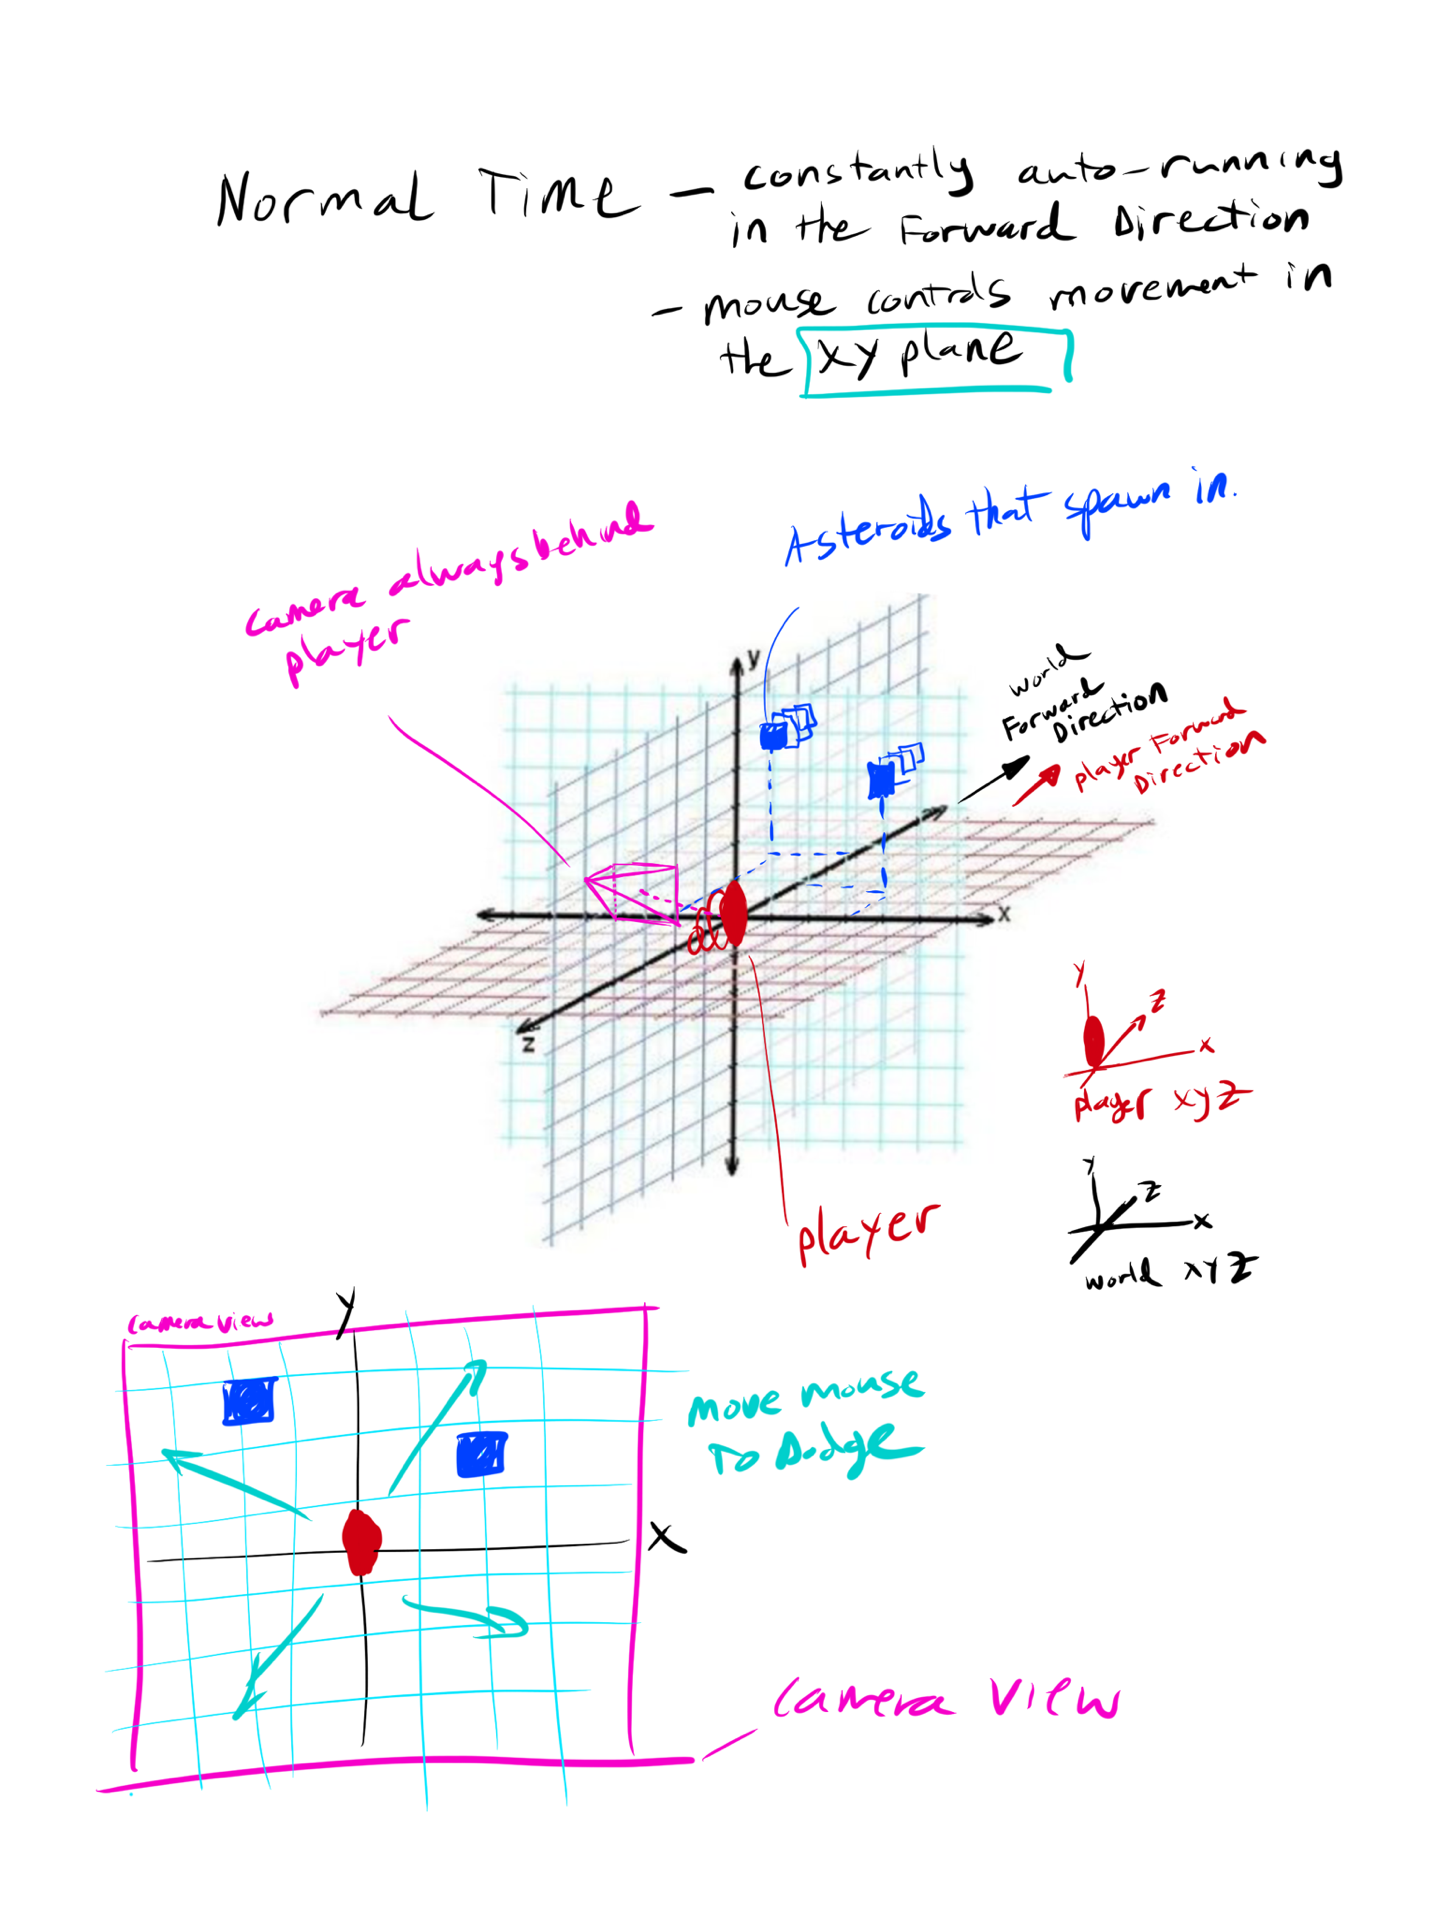 Normal Time - constantly auto-running
in the Forward Direction
- mouse controls movement in
the xy plane
Asteroids that spawn in.
Camera always behind
player
world
Forward
Direction
player Forward
Direction
y
x
z
y
z
x
player xyz
y
z
x
world xyz
player
camera view
y
x
move mouse
to Dodge
camera view